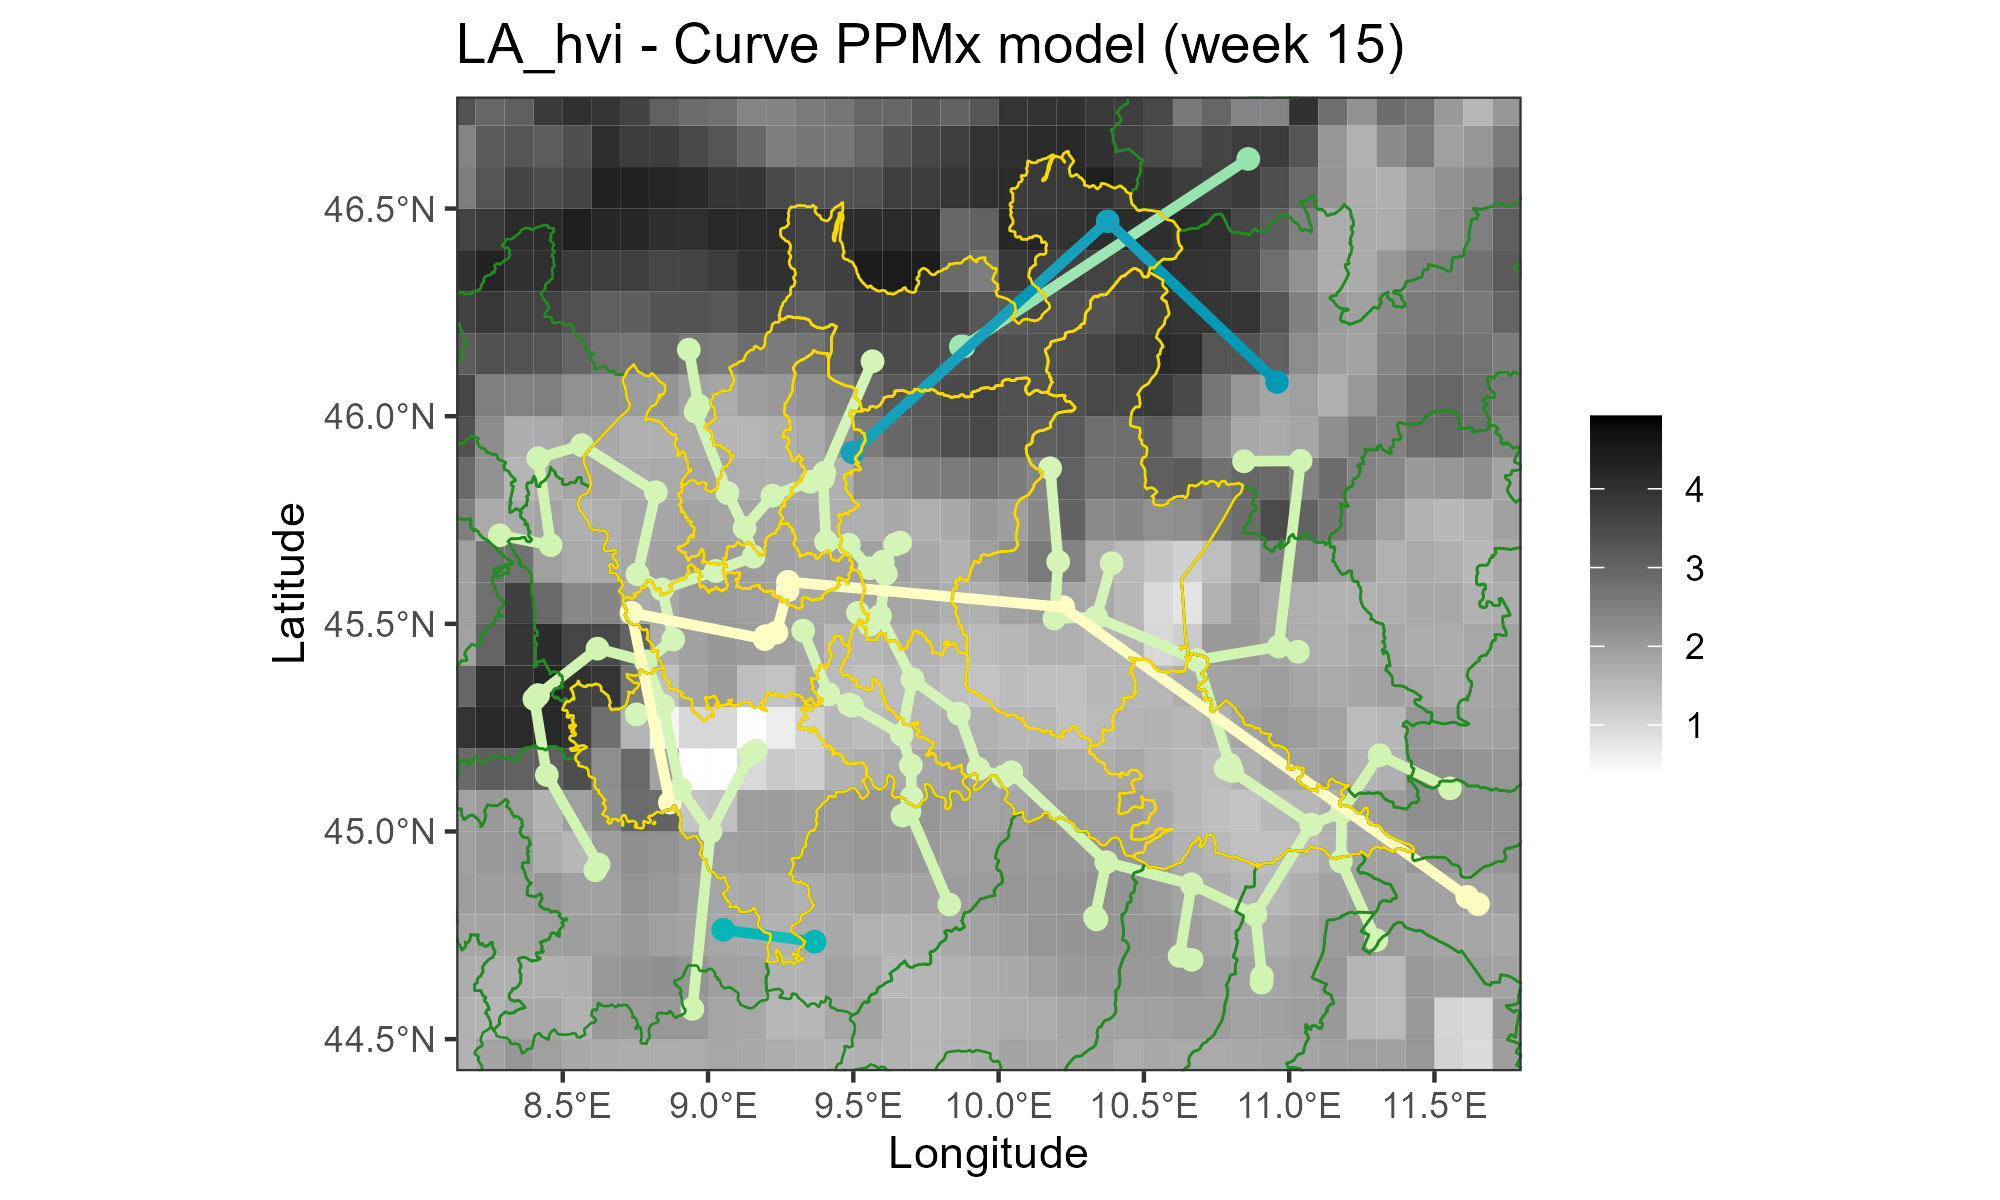 LA_hvi - Curve PPMx model (week 15)
46.5°N
46.0°N
45.5°N
45.0°N
44.5°N
Latitude
8.5°E
9.0°E
9.5°E
10.0°E
10.5°E
11.0°E
11.5°E
Longitude
4
3
2
1